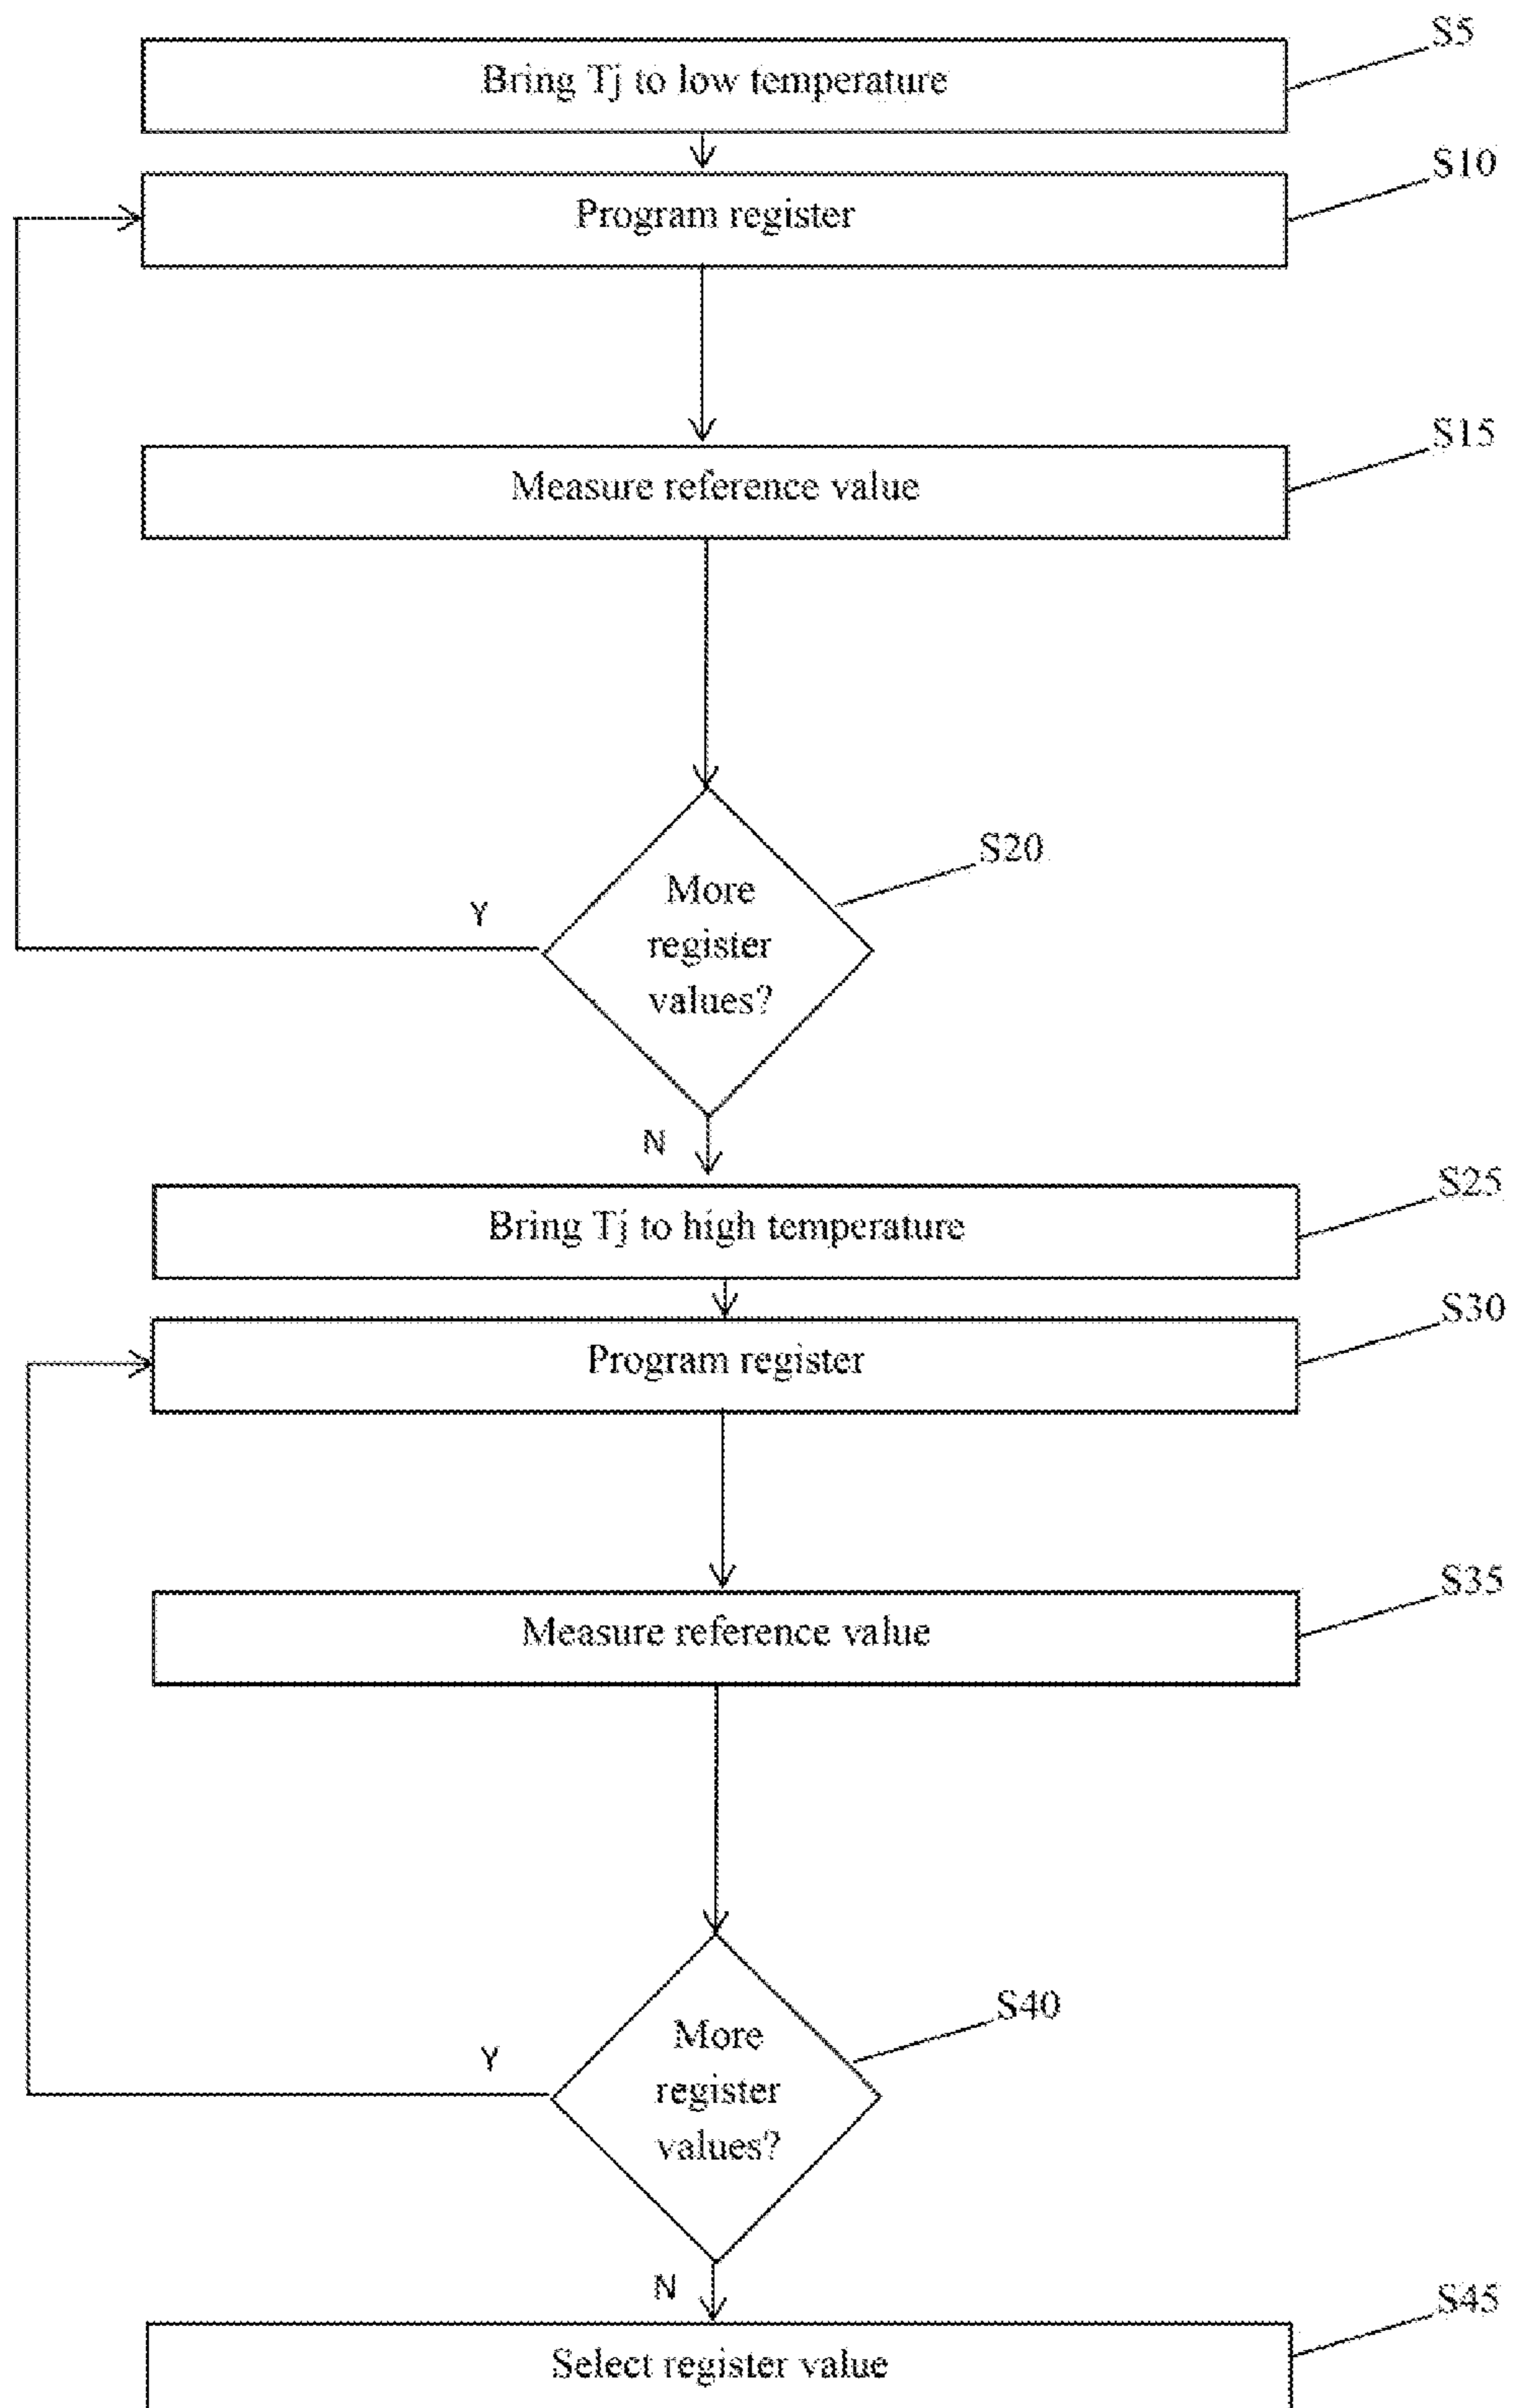 S5
Bring Tj to low temperature
S10
Program register
S15
Measure reference value
S20
More
register
values?
Y
N
S25
Bring Tj to high temperature
S30
Program register
S35
Measure reference value
S40
More
register
values?
Y
N
S45
Select register value